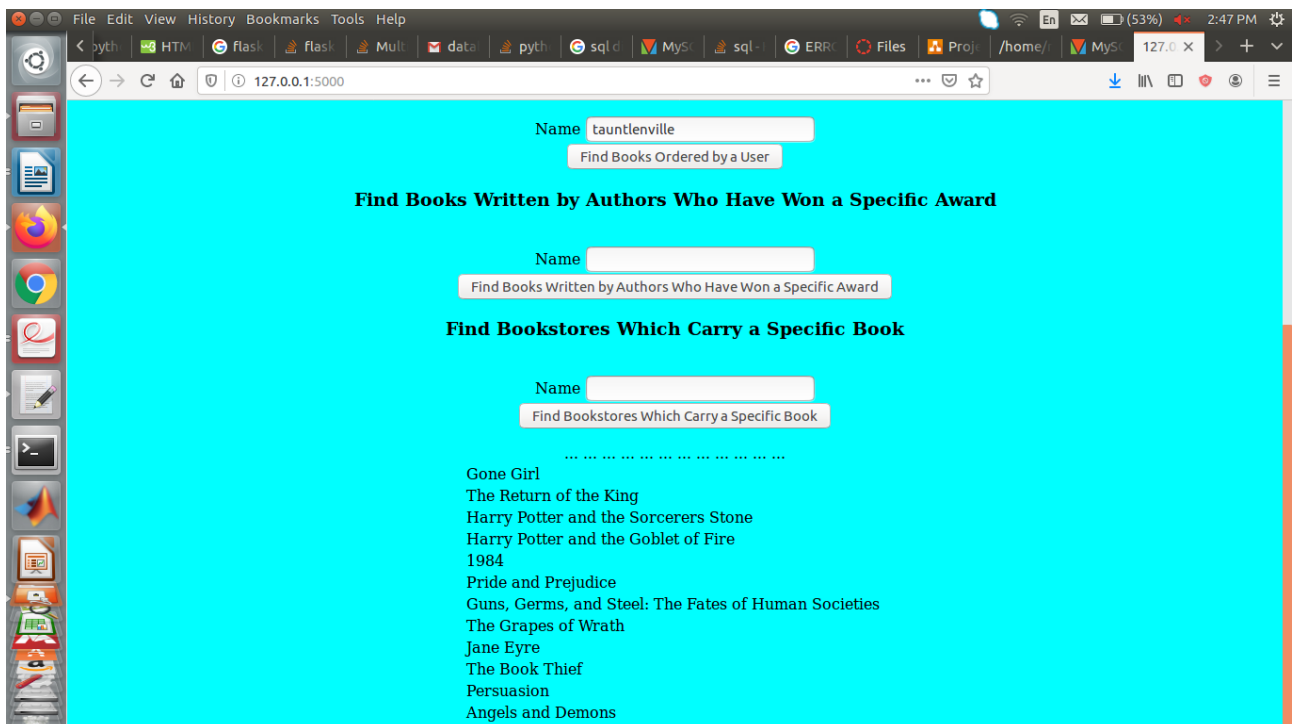 File Edit View History Bookmarks Tools Help En (53%) 2:47 PM
pyth HTM flask flask Mult data pyth sql d MyS sql - ERR Files Proje /home/r MyS 127.0.
127.0.0.1:5000
Name tauntlenville
Find Books Ordered by a User
Find Books Written by Authors Who Have Won a Specific Award
Name
Find Books Written by Authors Who Have Won a Specific Award
Find Bookstores Which Carry a Specific Book
Name
Find Bookstores Which Carry a Specific Book
... ... ... ... ... ... ... ... ... ... ... ...
Gone Girl
The Return of the King
Harry Potter and the Sorcerers Stone
Harry Potter and the Goblet of Fire
1984
Pride and Prejudice
Guns, Germs, and Steel: The Fates of Human Societies
The Grapes of Wrath
Jane Eyre
The Book Thief
Persuasion
Angels and Demons